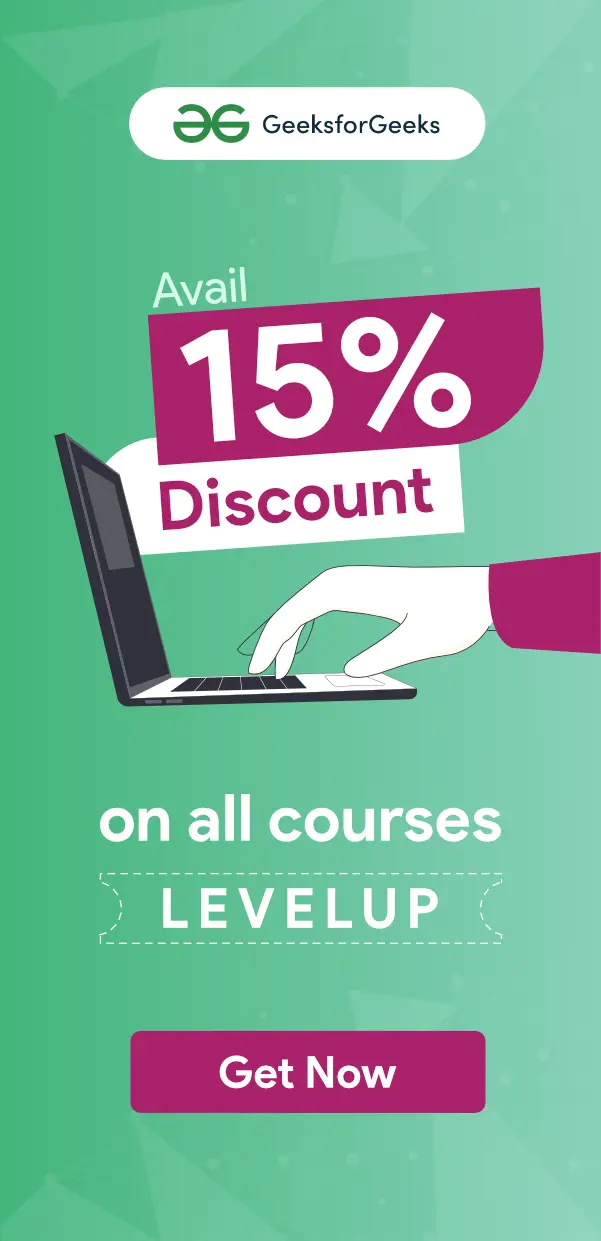 GeeksforGeeks
Avail
15%
Discount
on all courses
LEVELUP
Get Now